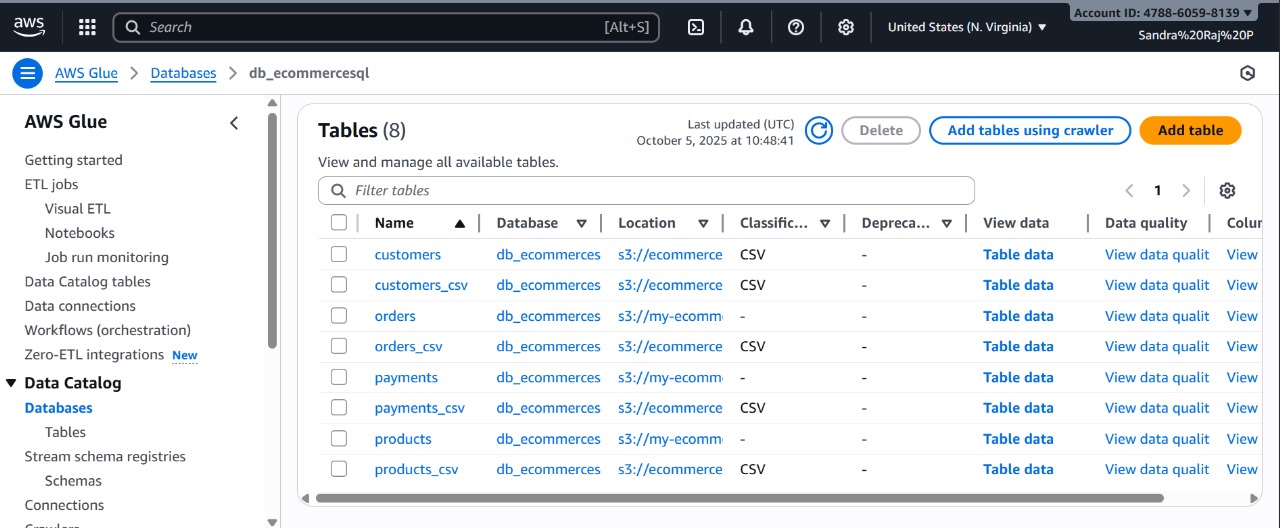 aws Search [Alt+S] United States (N. Virginia) ▼ Account ID: 4788-6059-8139 ▼
Sandra%20Raj%20P
AWS Glue > Databases > db_ecommercesql
AWS Glue
Getting started
ETL jobs
Visual ETL
Notebooks
Job run monitoring
Data Catalog tables
Data connections
Workflows (orchestration)
Zero-ETL integrations New
Data Catalog
Databases
Tables
Stream schema registries
Schemas
Connections
Crawlers
Tables (8)
Last updated (UTC)
October 5, 2025 at 10:48:41
Delete
Add tables using crawler
Add table
View and manage all available tables.
Filter tables
1
Name Database Location Classific... Depreca... View data Data quality Colur
customers db_ecommerces s3://ecommerce CSV - Table data View data qualit View
customers_csv db_ecommerces s3://ecommerce CSV - Table data View data qualit View
orders db_ecommerces s3://my-ecomm - - Table data View data qualit View
orders_csv db_ecommerces s3://ecommerce CSV - Table data View data qualit View
payments db_ecommerces s3://my-ecomm - - Table data View data qualit View
payments_csv db_ecommerces s3://ecommerce CSV - Table data View data qualit View
products db_ecommerces s3://my-ecomm - - Table data View data qualit View
products_csv db_ecommerces s3://ecommerce CSV - Table data View data qualit View